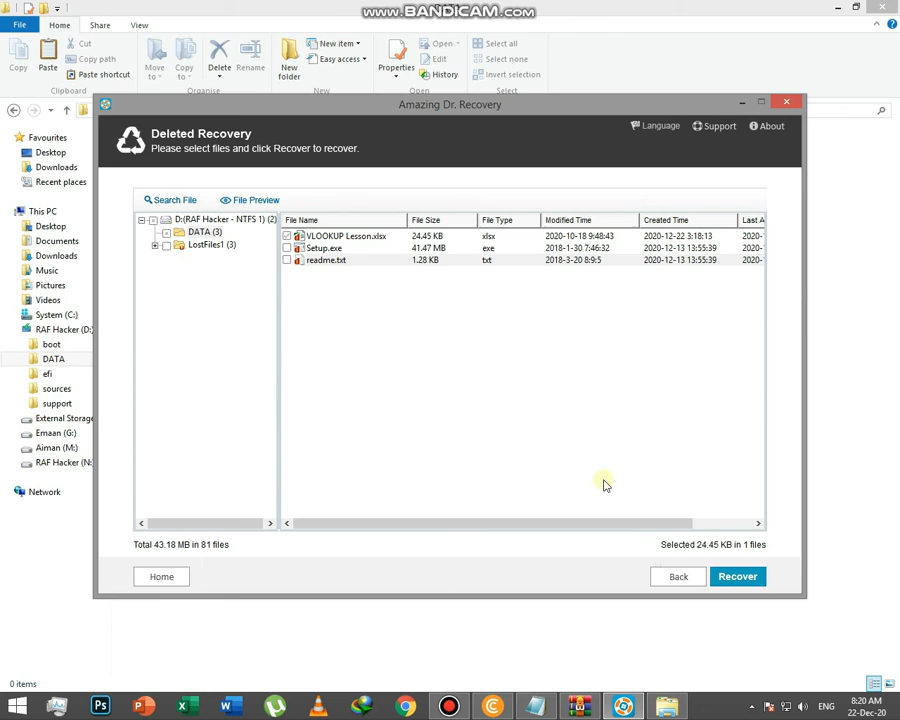 www.BANDICAM.com
File Home Share View
Cut
Copy path
Paste shortcut
Copy
Paste
Clipboard
Move to
Copy to
Delete
Rename
Organise
New folder
New item
Easy access
New
Properties
Open
Edit
History
Open
Select all
Select none
Invert selection
Select
Favourites
Desktop
Downloads
Recent places
This PC
Desktop
Documents
Downloads
Music
Pictures
Videos
System (C:)
RAF Hacker (D:)
boot
DATA
efi
sources
support
External Storage
Emaan (G:)
Aiman (M:)
RAF Hacker (N:
Network
0 items
Amazing Dr. Recovery
Deleted Recovery
Please select files and click Recover to recover.
Language Support About
Search File File Preview
D:(RAF Hacker - NTFS 1) (2)
DATA (3)
LostFiles1 (3)
File Name File Size File Type Modified Time Created Time Last A
VLOOKUP Lesson.xlsx 24.45 KB xlsx 2020-10-18 9:48:43 2020-12-22 3:18:13 2020-
Setup.exe 41.47 MB exe 2018-1-30 7:46:32 2020-12-13 13:55:39 2020-
readme.txt 1.28 KB txt 2018-3-20 8:9:5 2020-12-13 13:55:39 2020-
Total 43.18 MB in 81 files
Selected 24.45 KB in 1 files
Home Back Recover
ENG
8:20 AM
22-Dec-20